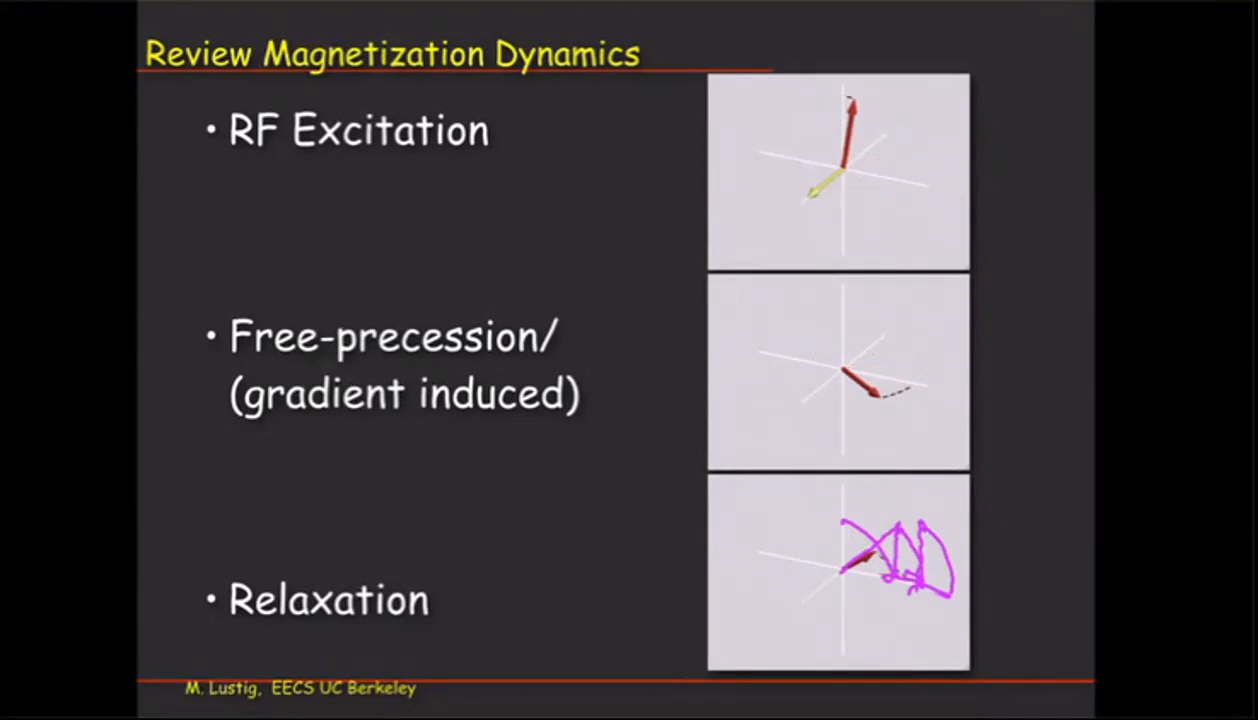 Review Magnetization Dynamics
• RF Excitation
• Free-precession/
(gradient induced)
• Relaxation
M. Lustig, EECS UC Berkeley